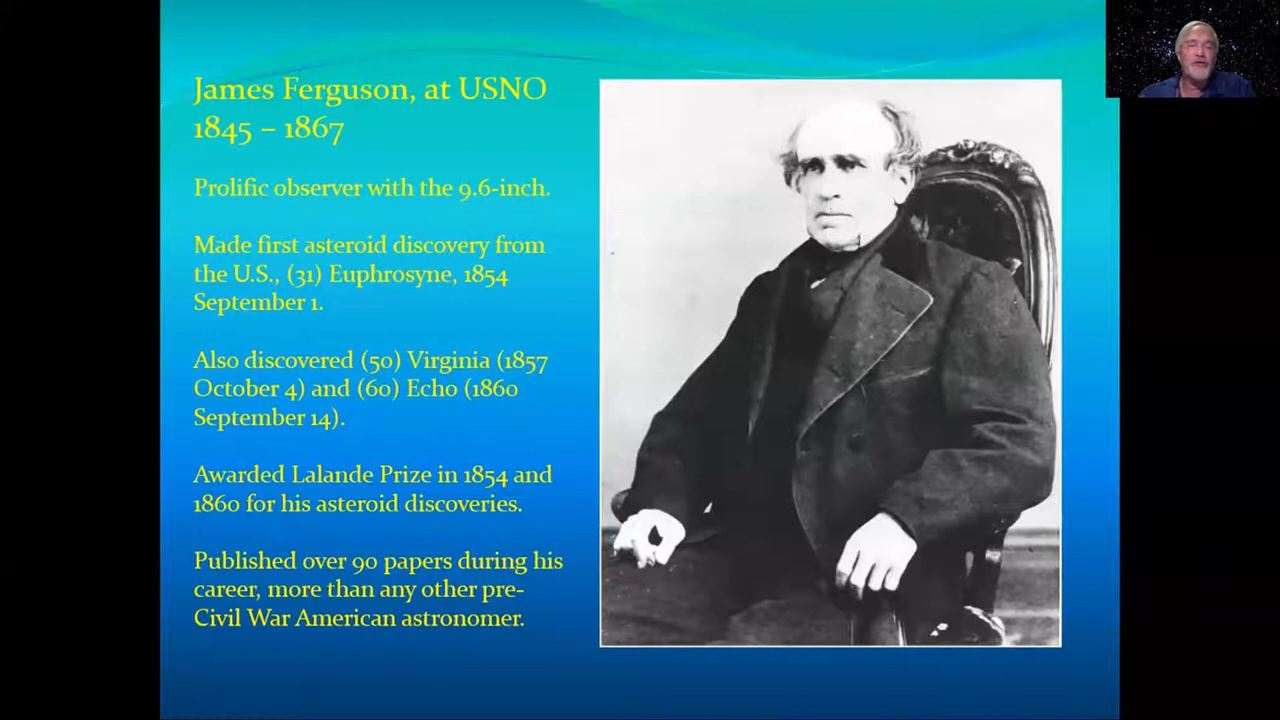 James Ferguson, at USNO
1845 – 1867
Prolific observer with the 9.6-inch.
Made first asteroid discovery from
the U.S., (31) Euphrosyne, 1854
September 1.
Also discovered (50) Virginia (1857
October 4) and (60) Echo (1860
September 14).
Awarded Lalande Prize in 1854 and
1860 for his asteroid discoveries.
Published over 90 papers during his
career, more than any other pre-
Civil War American astronomer.